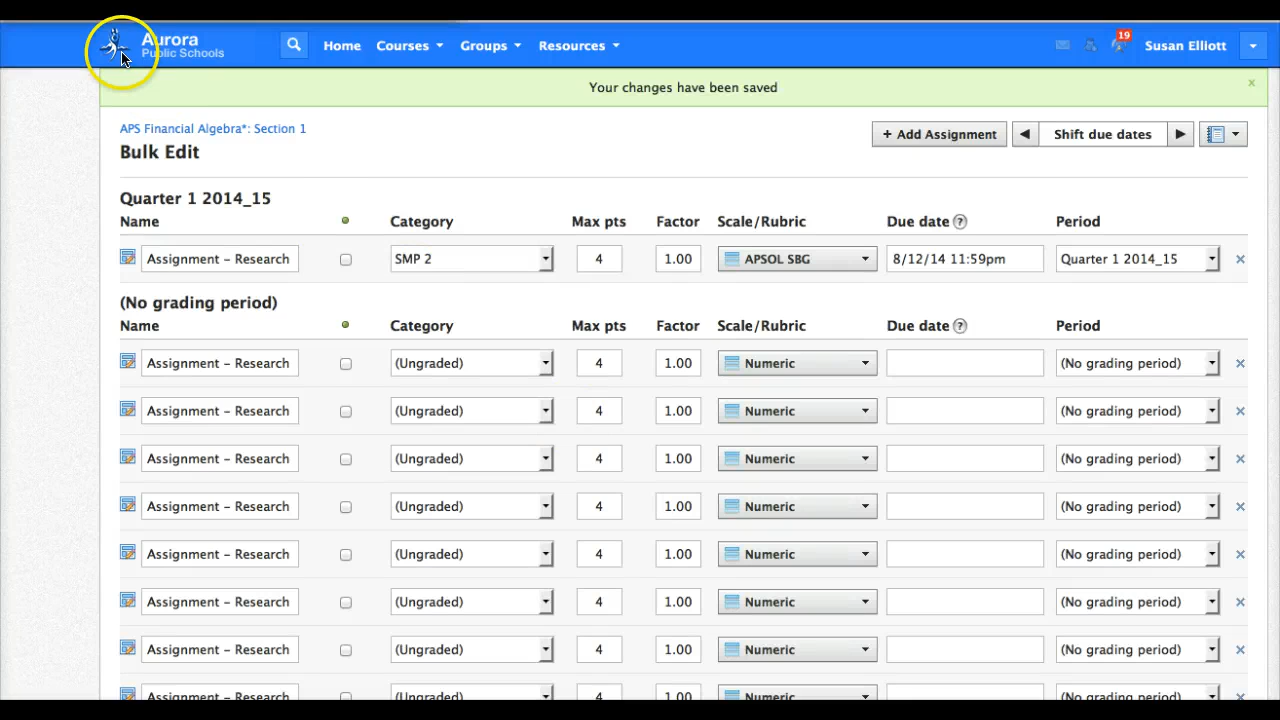 Aurora
Public Schools
Home Courses Groups Resources 19 Susan Elliott
Your changes have been saved x
APS Financial Algebra*: Section 1
Bulk Edit
+ Add Assignment Shift due dates
Quarter 1 2014_15
Name Category Max pts Factor Scale/Rubric Due date ? Period
Assignment – Research SMP 2 4 1.00 APSOL SBG 8/12/14 11:59pm Quarter 1 2014_15 ×
(No grading period)
Name Category Max pts Factor Scale/Rubric Due date ? Period
Assignment – Research (Ungraded) 4 1.00 Numeric (No grading period) ×
Assignment – Research (Ungraded) 4 1.00 Numeric (No grading period) ×
Assignment – Research (Ungraded) 4 1.00 Numeric (No grading period) ×
Assignment – Research (Ungraded) 4 1.00 Numeric (No grading period) ×
Assignment – Research (Ungraded) 4 1.00 Numeric (No grading period) ×
Assignment – Research (Ungraded) 4 1.00 Numeric (No grading period) ×
Assignment – Research (Ungraded) 4 1.00 Numeric (No grading period) ×
Assignment – Research (Ungraded) 4 1.00 Numeric (No grading period) ×